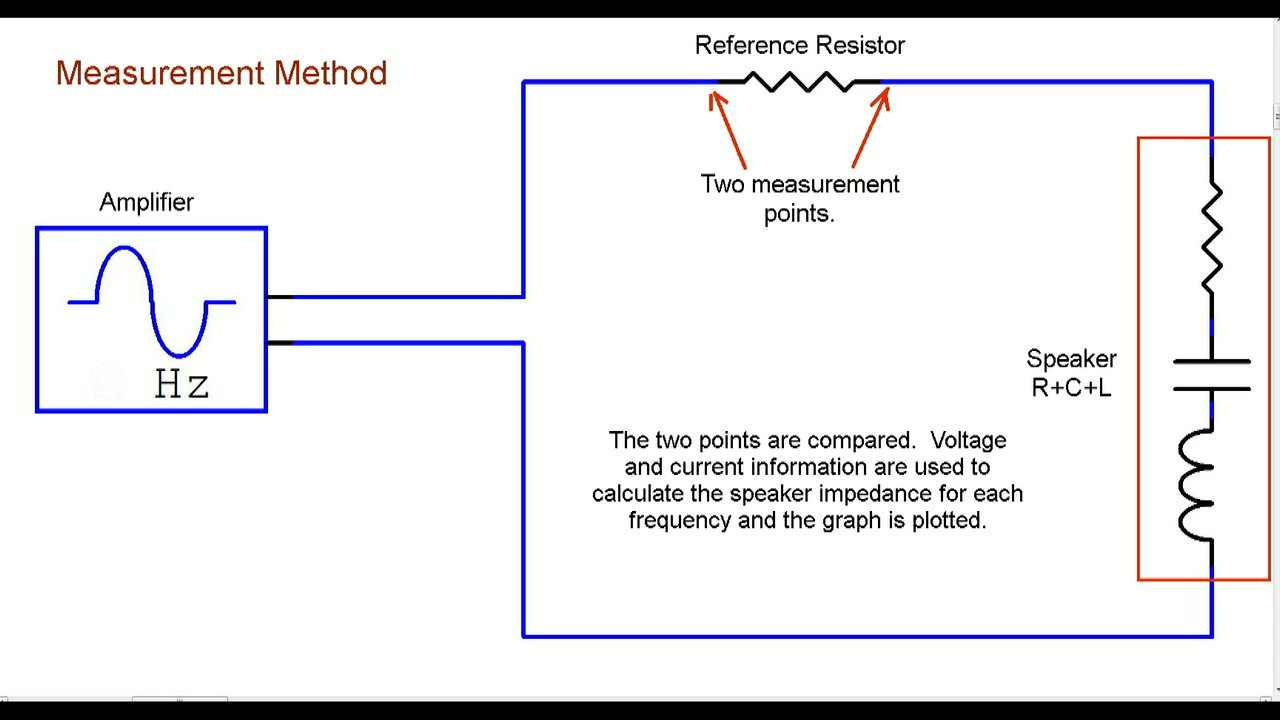 Measurement Method
Reference Resistor
Two measurement
points.
Amplifier
Hz
Speaker
R+C+L
The two points are compared.  Voltage
and current information are used to
calculate the speaker impedance for each
frequency and the graph is plotted.